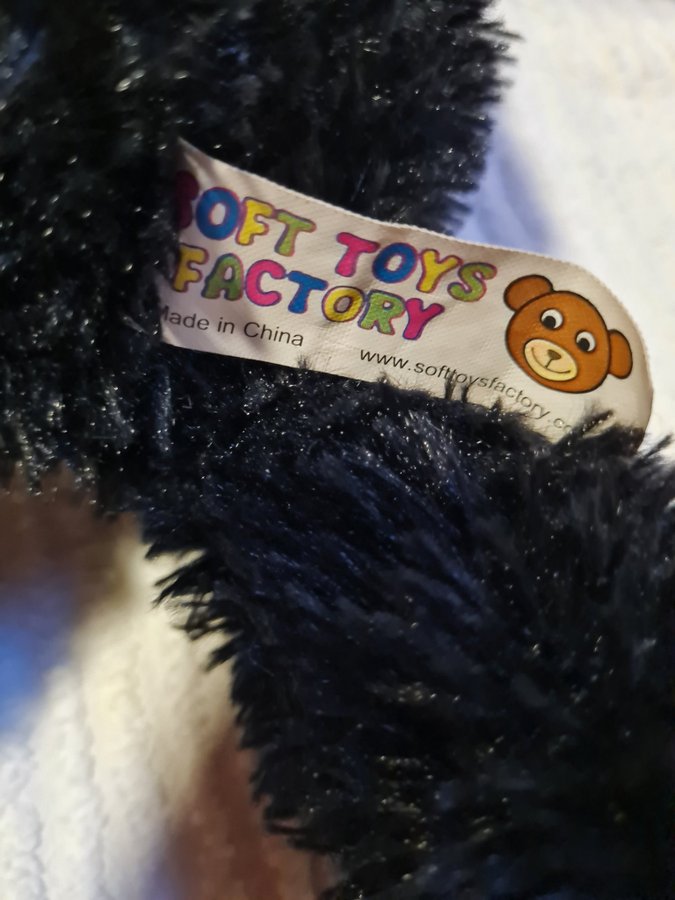 SOFT TOYS
FACTORY
Made in China
www.softtoysfactory.co